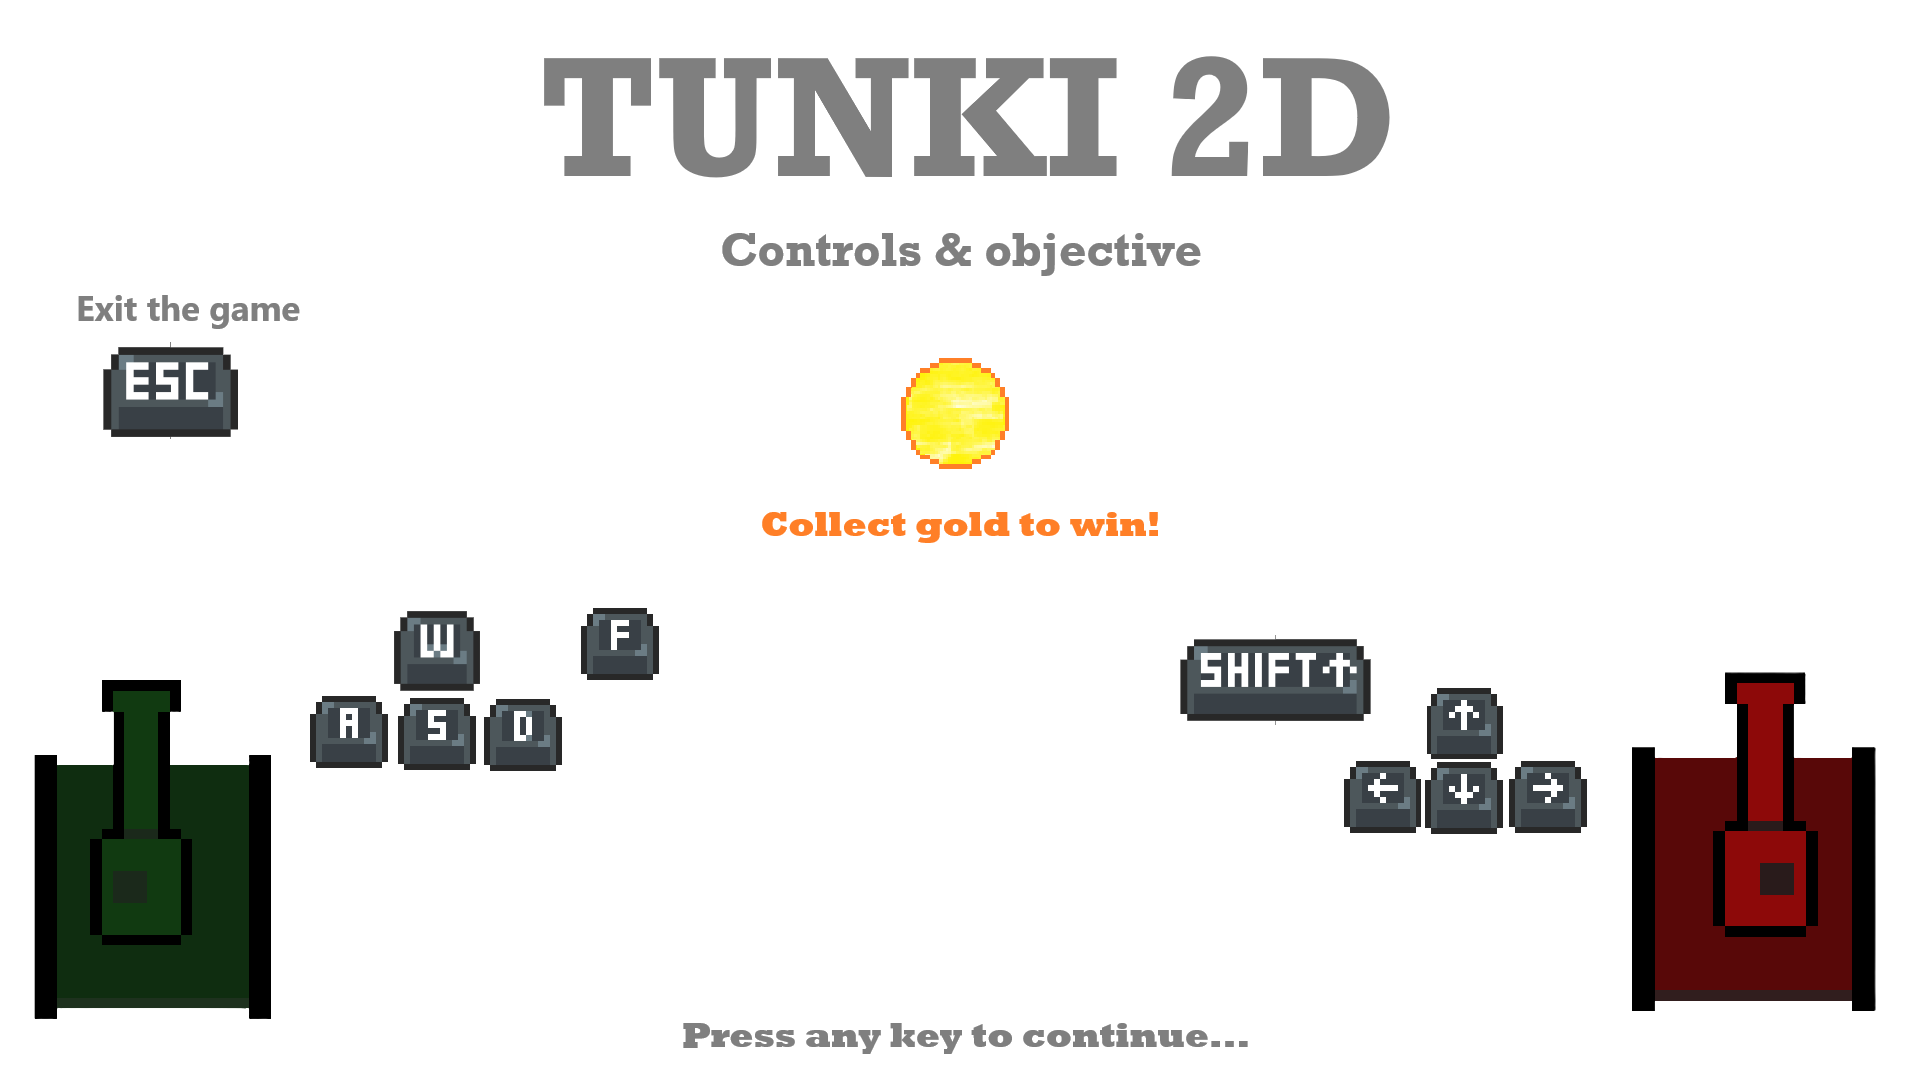 TUNKI 2D
Controls & objective
Exit the game
ESC
Collect gold to win!
W
F
A S D
SHIFT↑
↑
← ↓ →
Press any key to continue...